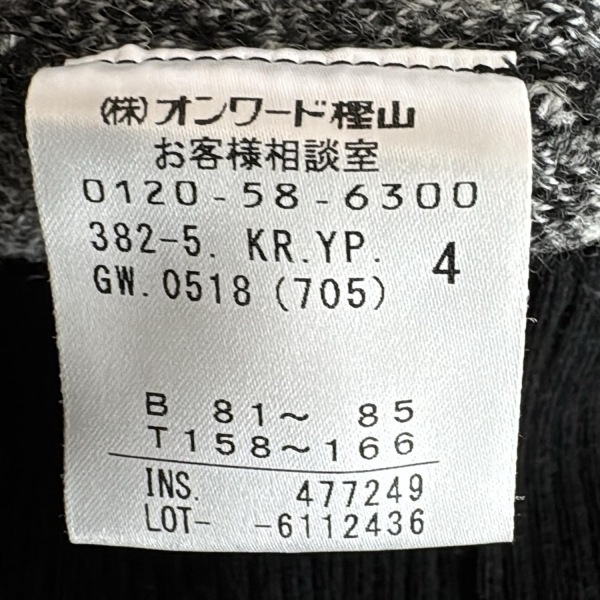 (株)オンワード樫山
お客様相談室
0120-58-6300
382-5. KR.YP. 4
GW.0518(705)
B 81～ 85
T158～166
INS. 477249
LOT- -6112436